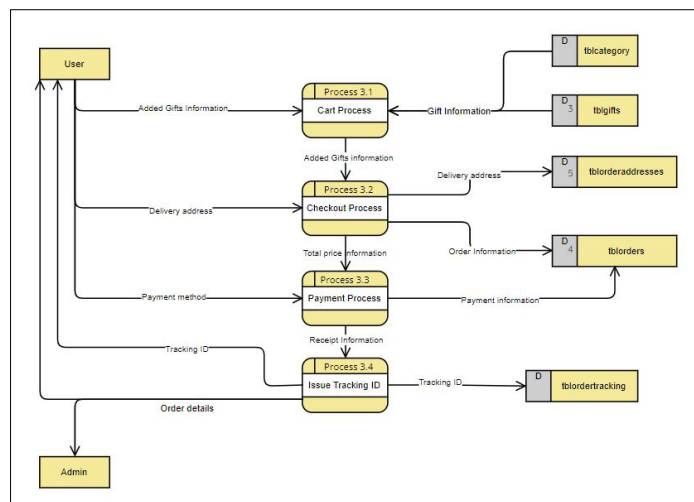 User
D
tblcategory
Process 3.1
Cart Process
Added Gifts Information
Gift Information
D
3
tblgifts
Added Gifts information
Process 3.2
Checkout Process
Delivery address
D
5
tblorderaddresses
Delivery address
Total price information
Order Information
D
4
tblorders
Process 3.3
Payment Process
Payment method
Payment information
Receipt Information
Tracking ID
Process 3.4
Issue Tracking ID
Tracking ID
D
tblordertracking
Order details
Admin